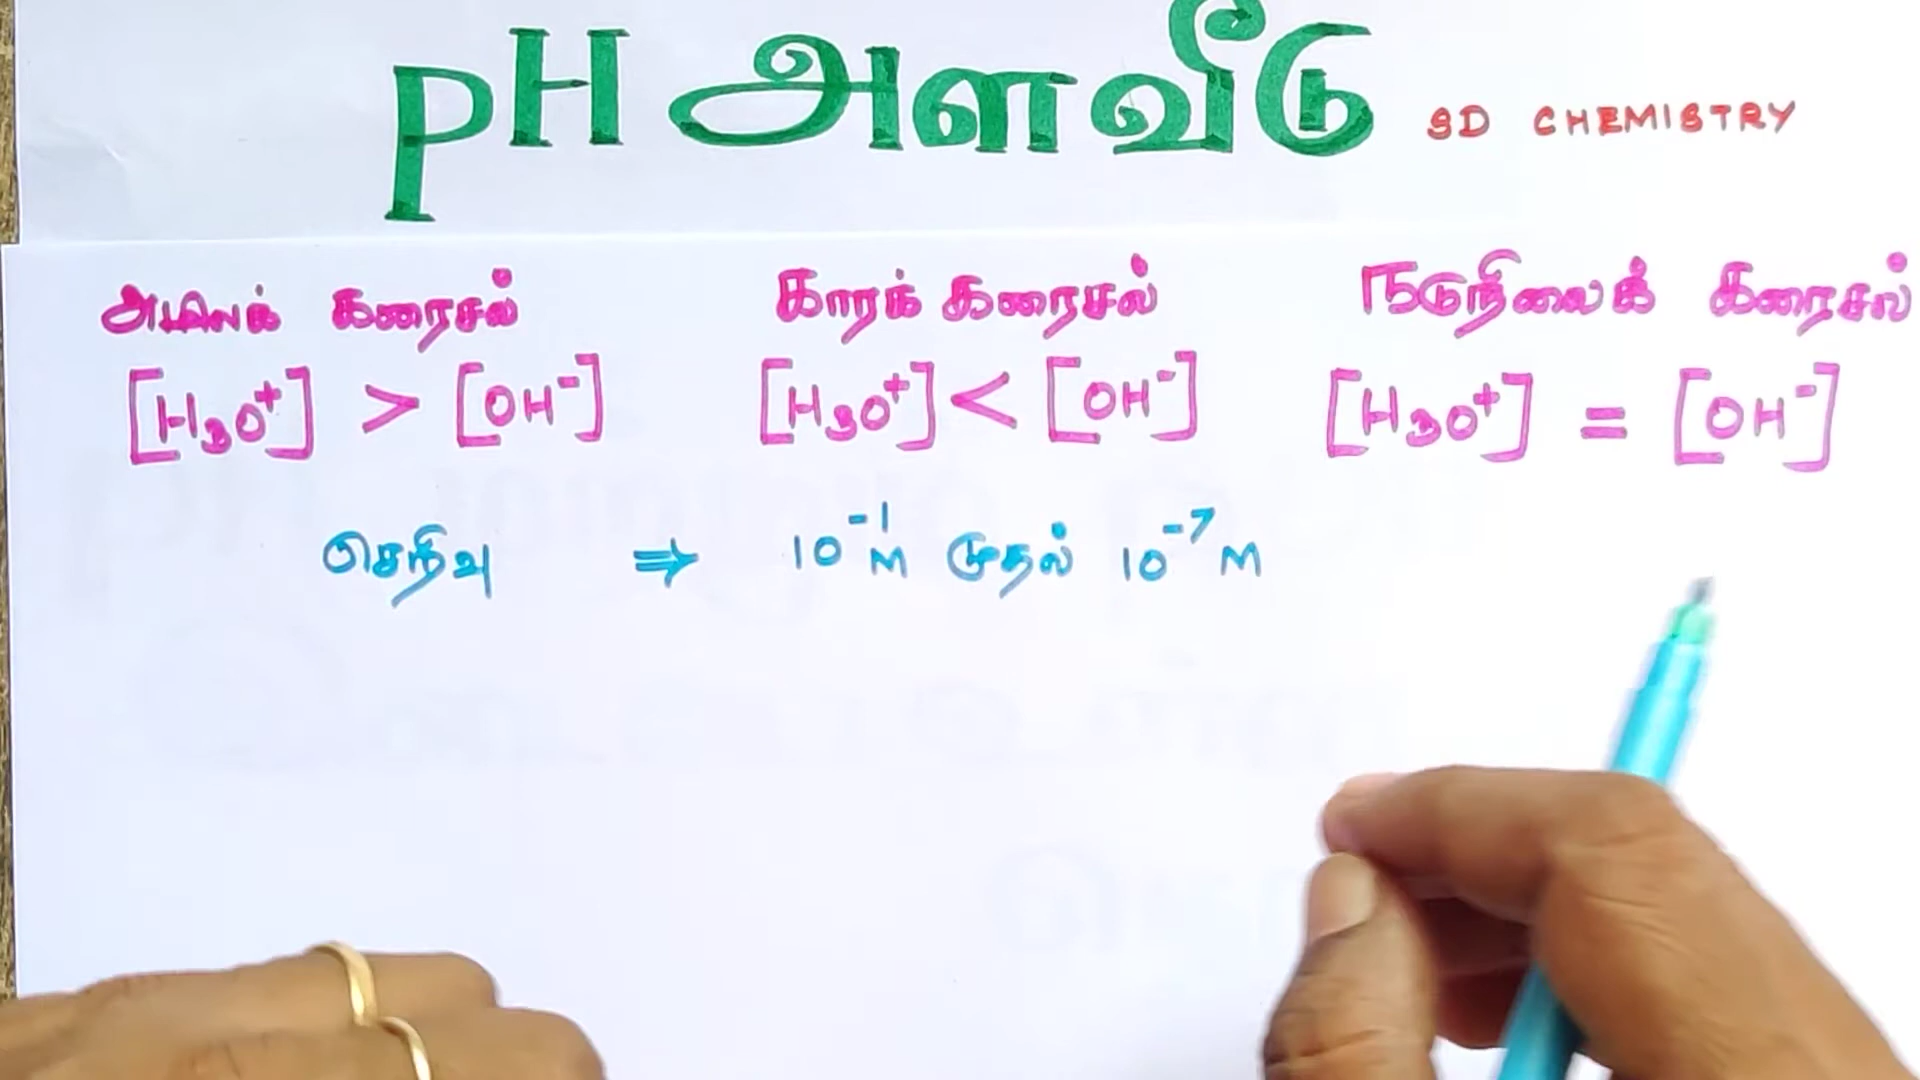 pH அளவீடு SD CHEMISTRY
அமிலக் கரைசல் காரக் கரைசல் நடுநிலைக் கரைசல்
[H₃O⁺] > [OH⁻] [H₃O⁺] < [OH⁻] [H₃O⁺] = [OH⁻]
செறிவு ⇒ 10⁻¹ M முதல் 10⁻⁷ M